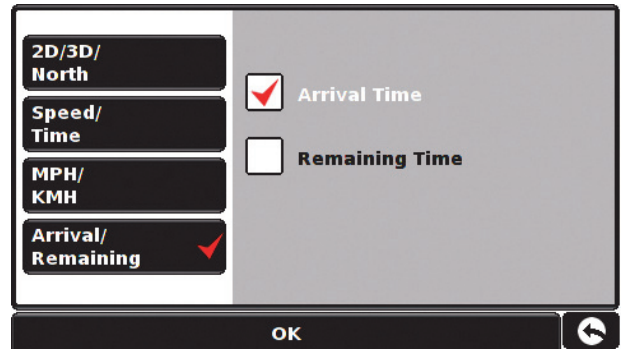 2D/3D/
North
Speed/
Time
MPH/
KMH
Arrival/
Remaining
Arrival Time
Remaining Time
OK